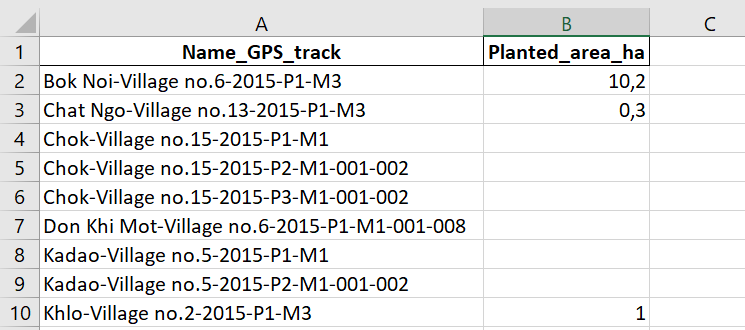 A B C
1 Name_GPS_track Planted_area_ha
2 Bok Noi-Village no.6-2015-P1-M3 10,2
3 Chat Ngo-Village no.13-2015-P1-M3 0,3
4 Chok-Village no.15-2015-P1-M1
5 Chok-Village no.15-2015-P2-M1-001-002
6 Chok-Village no.15-2015-P3-M1-001-002
7 Don Khi Mot-Village no.6-2015-P1-M1-001-008
8 Kadao-Village no.5-2015-P1-M1
9 Kadao-Village no.5-2015-P2-M1-001-002
10 Khlo-Village no.2-2015-P1-M3 1